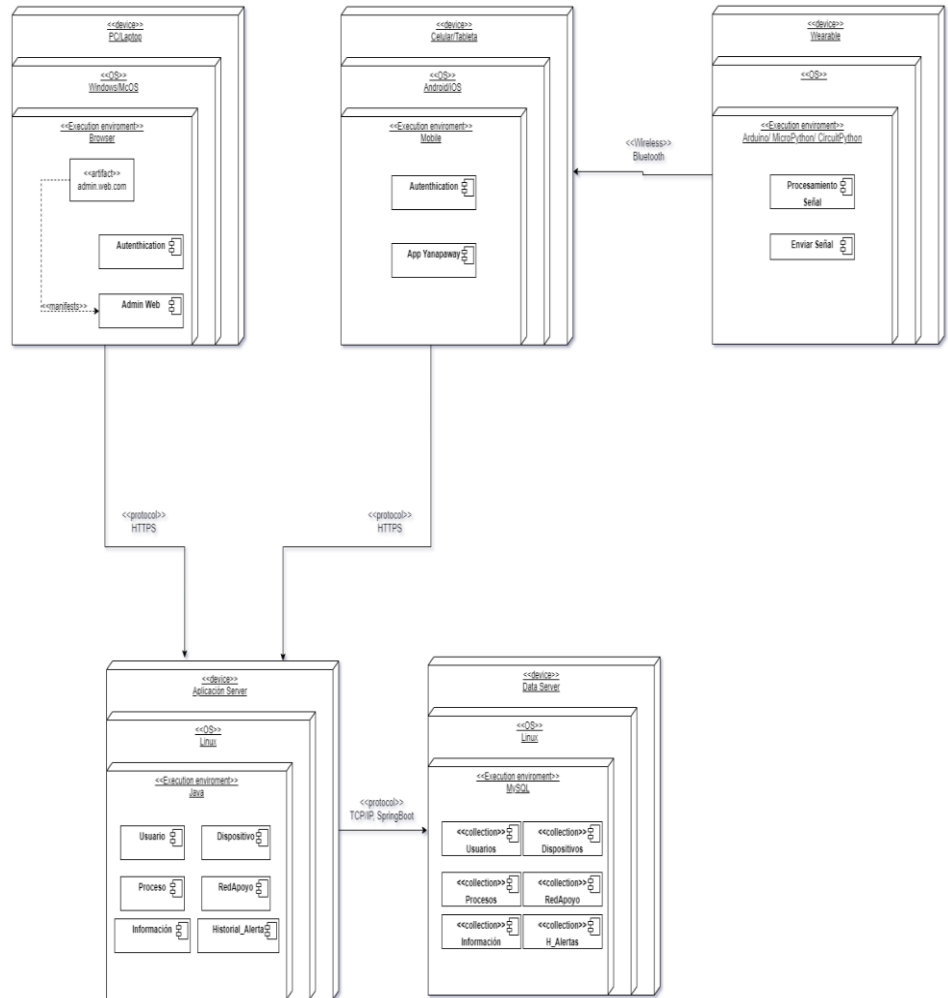 <<device>>
PC/Laptop
<<OS>>
Windows/McOS
<<Execution enviroment>>
Browser
<<artifact>>
admin.web.com
Autenthication
<<manifests>>
Admin Web
<<device>>
Celular/Tableta
<<OS>>
Android/iOS
<<Execution enviroment>>
Mobile
Autenthication
App Yanapaway
<<Wireless>>
Bluetooth
<<device>>
Wearable
<<OS>>
<<Execution enviroment>>
Arduino/ MicroPython/ CircuitPython
Procesamiento
Señal
Enviar Señal
<<protocol>>
HTTPS
<<protocol>>
HTTPS
<<device>>
Aplicación Server
<<OS>>
Linux
<<Execution enviroment>>
Java
Usuario
Dispositivo
Proceso
RedApoyo
Información
Historial_Alerta
<<protocol>>
TCP/IP, SpringBoot
<<device>>
Data Server
<<OS>>
Linux
<<Execution enviroment>>
MySQL
<<collection>>
Usuarios
<<collection>>
Dispositivos
<<collection>>
Procesos
<<collection>>
RedApoyo
<<collection>>
Información
<<collection>>
H_Alertas